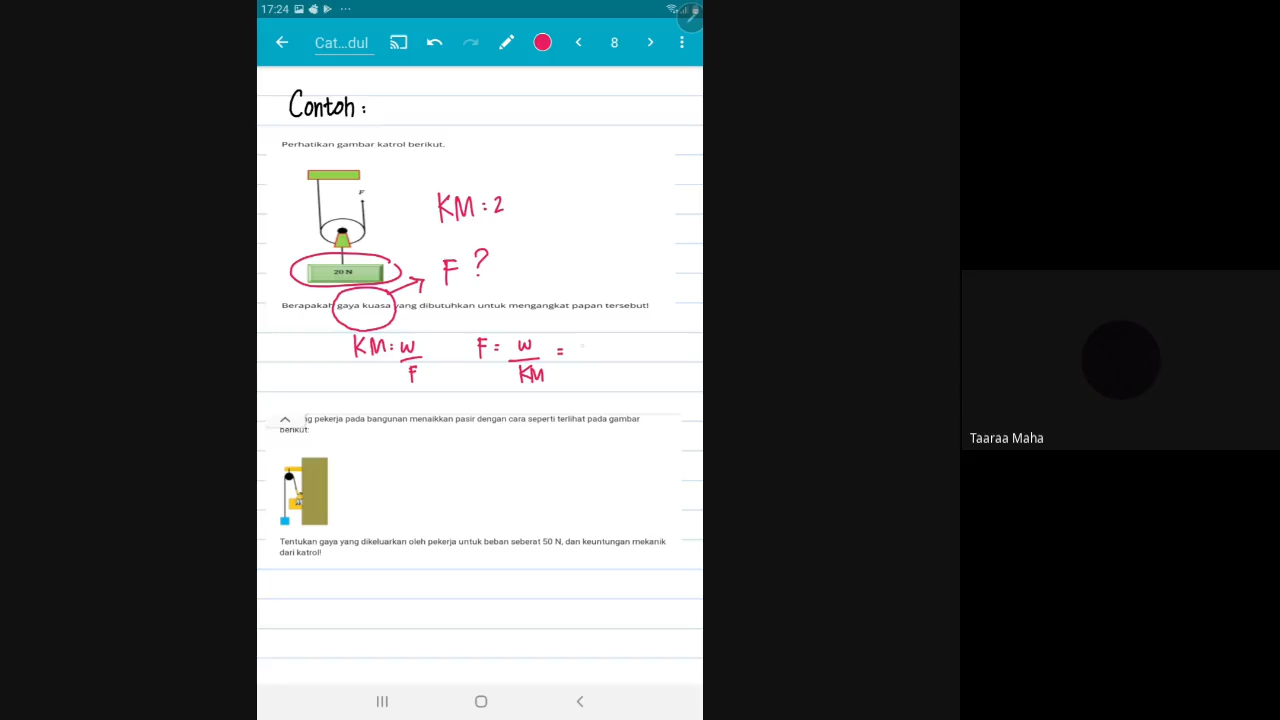 17:24
Cat...dul
8
Contoh :
Perhatikan gambar katrol berikut.
F
KM : 2
F ?
20 N
Berapakah gaya kuasa yang dibutuhkan untuk mengangkat papan tersebut!
KM : w/F F = w/KM =
ng pekerja pada bangunan menaikkan pasir dengan cara seperti terlihat pada gambar
berikut:
Tentukan gaya yang dikeluarkan oleh pekerja untuk beban seberat 50 N, dan keuntungan mekanik
dari katrol!
Taaraa Maha